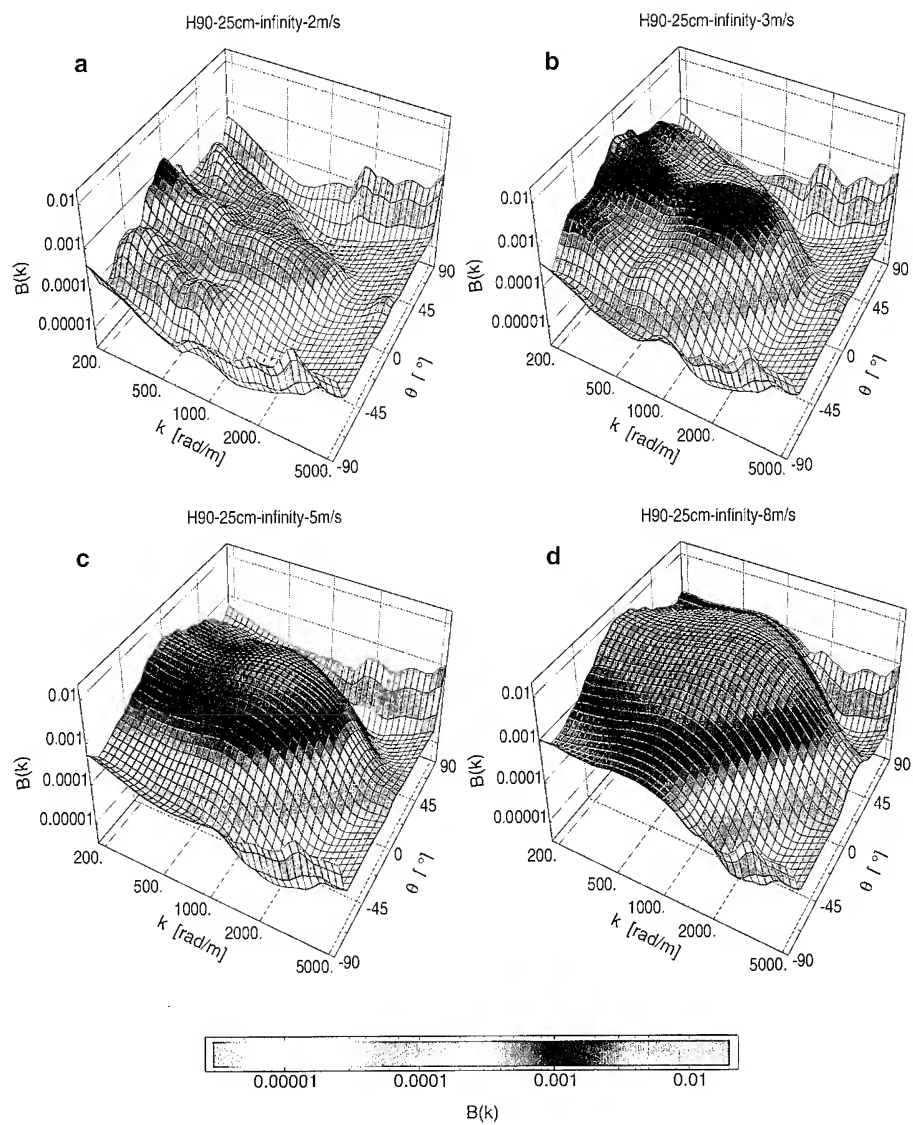 H90-25cm-infinity-2m/s
H90-25cm-infinity-3m/s
a
b
0.01
0.001
0.0001
0.00001
B(k)
200.
500.
1000.
2000.
5000.
k [rad/m]
-90
-45
0
45
90
θ [°]
0.01
0.001
0.0001
0.00001
B(k)
200.
500.
1000.
2000.
5000.
k [rad/m]
-90
-45
0
45
90
θ [°]
H90-25cm-infinity-5m/s
H90-25cm-infinity-8m/s
c
d
0.01
0.001
0.0001
0.00001
B(k)
200.
500.
1000.
2000.
5000.
k [rad/m]
-90
-45
0
45
90
θ [°]
0.01
0.001
0.0001
0.00001
B(k)
200.
500.
1000.
2000.
5000.
k [rad/m]
-90
-45
0
45
90
θ [°]
0.00001 0.0001 0.001 0.01
B(k)